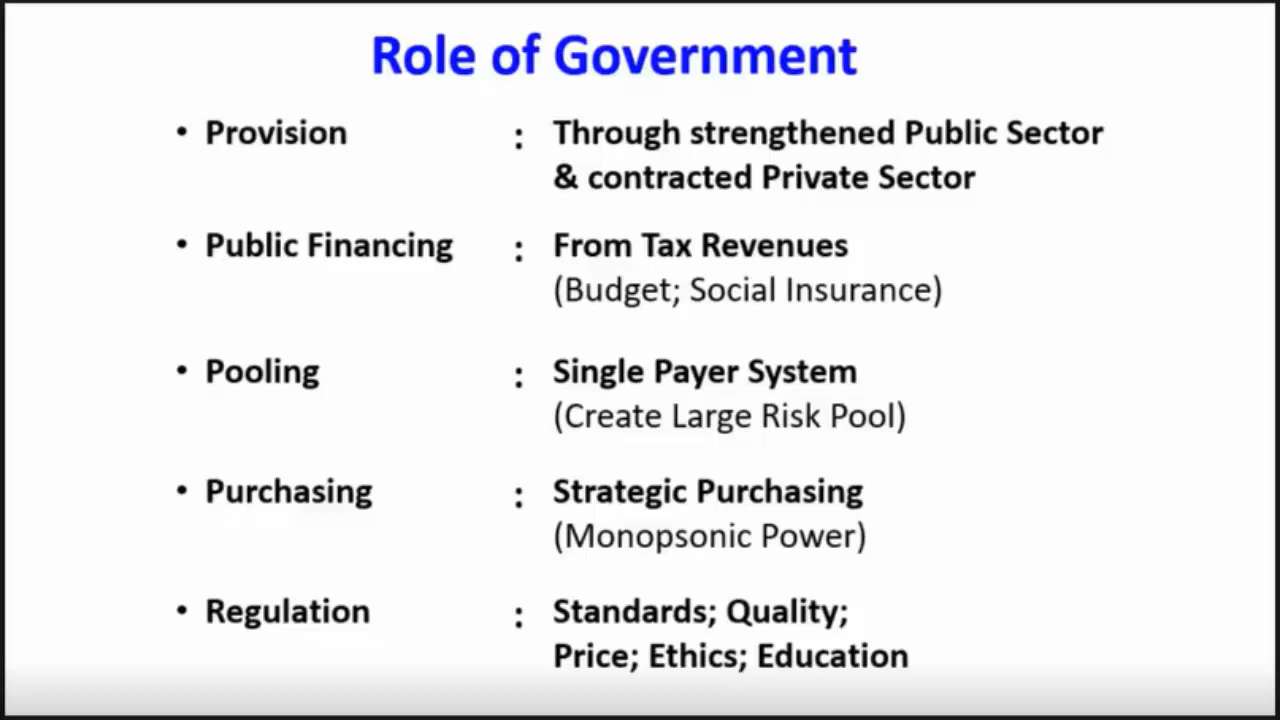 Role of Government
• Provision : Through strengthened Public Sector
& contracted Private Sector
• Public Financing : From Tax Revenues
(Budget; Social Insurance)
• Pooling : Single Payer System
(Create Large Risk Pool)
• Purchasing : Strategic Purchasing
(Monopsonic Power)
• Regulation : Standards; Quality;
Price; Ethics; Education